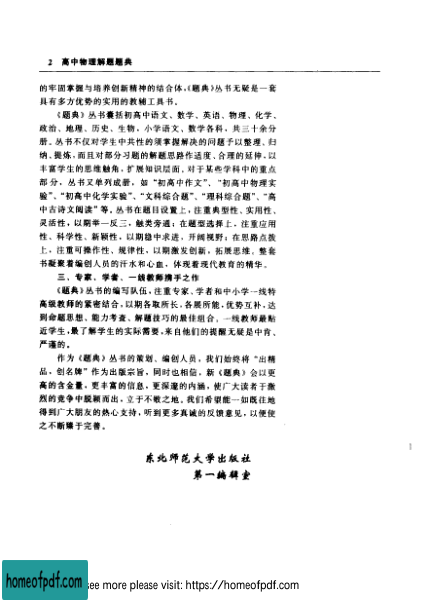 2 高中物理解题题典
的牢固掌握与培养创新精神的结合体,《题典》丛书无疑是一套
具有多方优势的实用的教辅工具书。
《题典》丛书囊括初高中语文、数学、英语、物理、化学、
政治、地理、历史、生物,小学语文、数学各科,共三十余分
册。丛书不仅对学生中共性的须掌握解决的问题予以整理、归
纳、提炼,而且对部分习题的解题思路作适度、合理的延伸,以
丰富学生的思维触角,扩展知识层面。对于某些学科中的重点
部分,丛书又单列成册,如“初高中作文”、“初高中物理实
验”、“初高中化学实验”、“文科综合题”、“理科综合题”、“高
中古诗文阅读”等。丛书在题目设置上,注重典型性、实用性、
灵活性,以期举一反三,触类旁通;在题型选择上,注重应用
性、科学性、新颖性,以期稳中求进,开阔视野;在思路点拨
上,注重可操作性、规律性,以期激发创新,拓展思维。整套
书凝聚着编创人员的汗水和心血,体现着现代教育的精华。
三、专家、学者、一线教师携手之作
《题典》丛书的编写队伍,注重专家、学者和中小学一线特
高级教师的紧密结合,以期各取所长,各展所能,优势互补,达
到命题思想、能力考查、解题技巧的最佳组合。一线教师最贴
近学生,最了解学生的实际需要,来自他们的提醒无疑是中肯、
严谨的。
作为《题典》丛书的策划、编创人员,我们始终将“出精
品,创名牌”作为出版宗旨,同时也相信,新《题典》会以更
高的含金量,更丰富的信息,更深邃的内涵,使广大读者于激
烈的竞争中脱颖而出,立于不败之地。我们希望能一如既往地
得到广大朋友的热心支持,听到更多真诚的反馈意见,以便使
之不断臻于完善。
东北师范大学出版社
第一编辑室
homeofpdf.com
see more please visit: https://homeofpdf.com